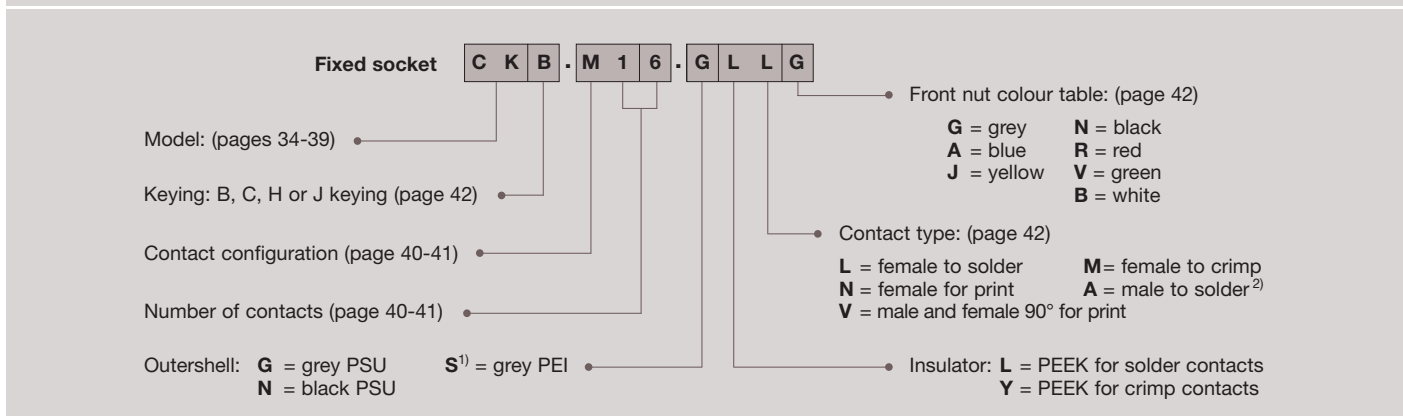 Fixed socket C K B . M 1 6 . G L L G
Model: (pages 34-39)
Keying: B, C, H or J keying (page 42)
Contact configuration (page 40-41)
Number of contacts (page 40-41)
Outershell: G = grey PSU S1) = grey PEI
N = black PSU
Front nut colour table: (page 42)
G = grey N = black
A = blue R = red
J = yellow V = green
B = white
Contact type: (page 42)
L = female to solder M= female to crimp
N = female for print A = male to solder2)
V = male and female 90° for print
Insulator: L = PEEK for solder contacts
Y = PEEK for crimp contacts